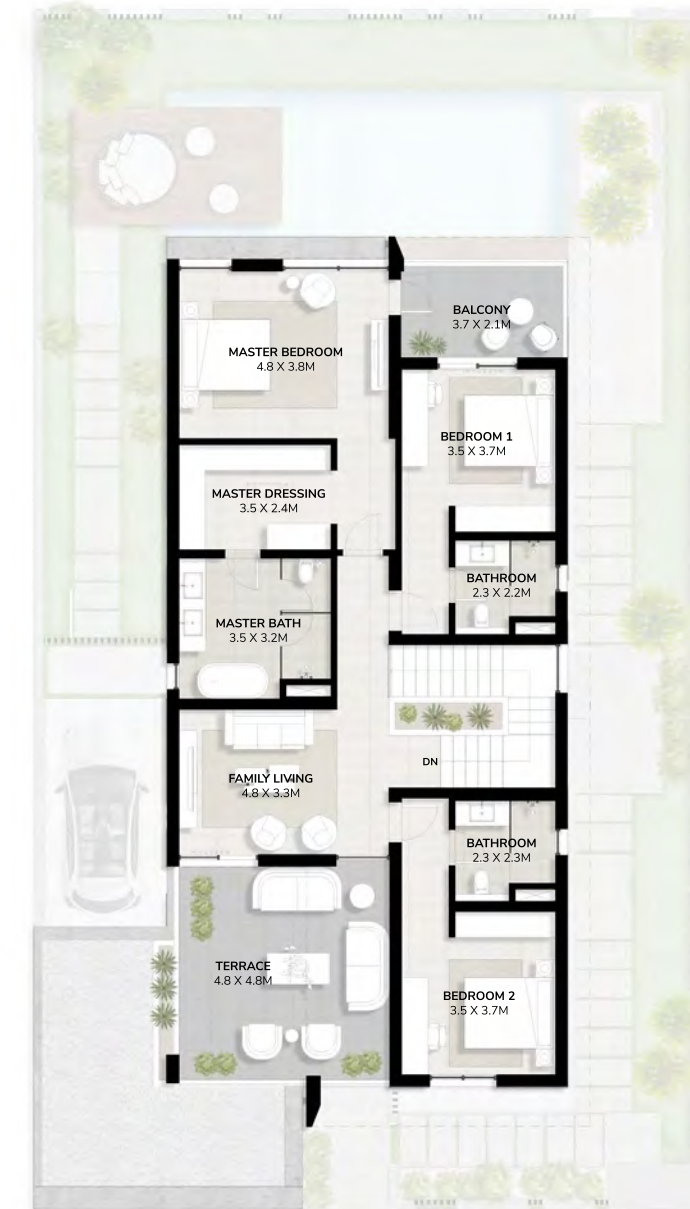 BALCONY
3.7 X 2.1M
MASTER BEDROOM
4.8 X 3.8M
BEDROOM 1
3.5 X 3.7M
MASTER DRESSING
3.5 X 2.4M
BATHROOM
2.3 X 2.2M
MASTER BATH
3.5 X 3.2M
DN
FAMILY LIVING
4.8 X 3.3M
BATHROOM
2.3 X 2.3M
TERRACE
4.8 X 4.8M
BEDROOM 2
3.5 X 3.7M